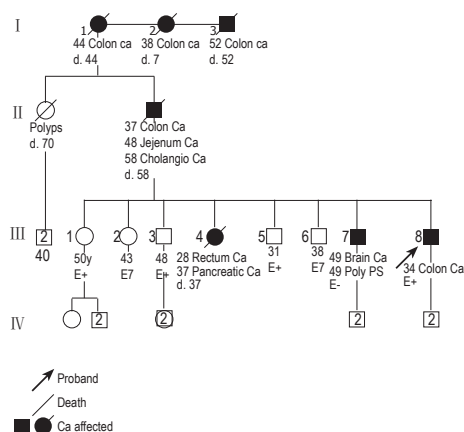 I
1 2 3
44 Colon ca 38 Colon ca 52 Colon ca
d. 44 d. 7 d. 52
II
Polyps
d. 70
37 Colon Ca
48 Jejenum Ca
58 Cholangio Ca
d. 58
III
2 1 2 3 4 5 6 7 8
40
50y
E+
43
E7
48
E+
28 Rectum Ca
37 Pancreatic Ca
d. 37
31
E+
38
E7
49 Brain Ca
49 Poly PS
E-
34 Colon Ca
E+
IV
2 2 2 2
Proband
Death
Ca affected